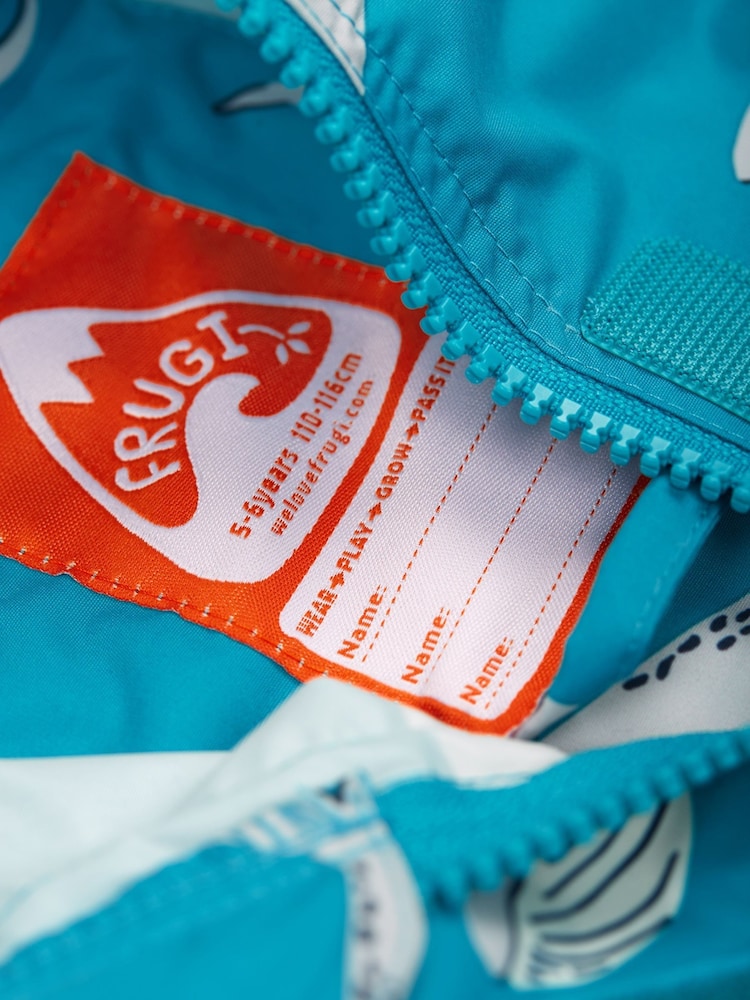 FRUGI
5-6years 110-116cm
welovefrugi.com
WEAR➔PLAY➔GROW➔PASS IT
Name:
Name:
Name: